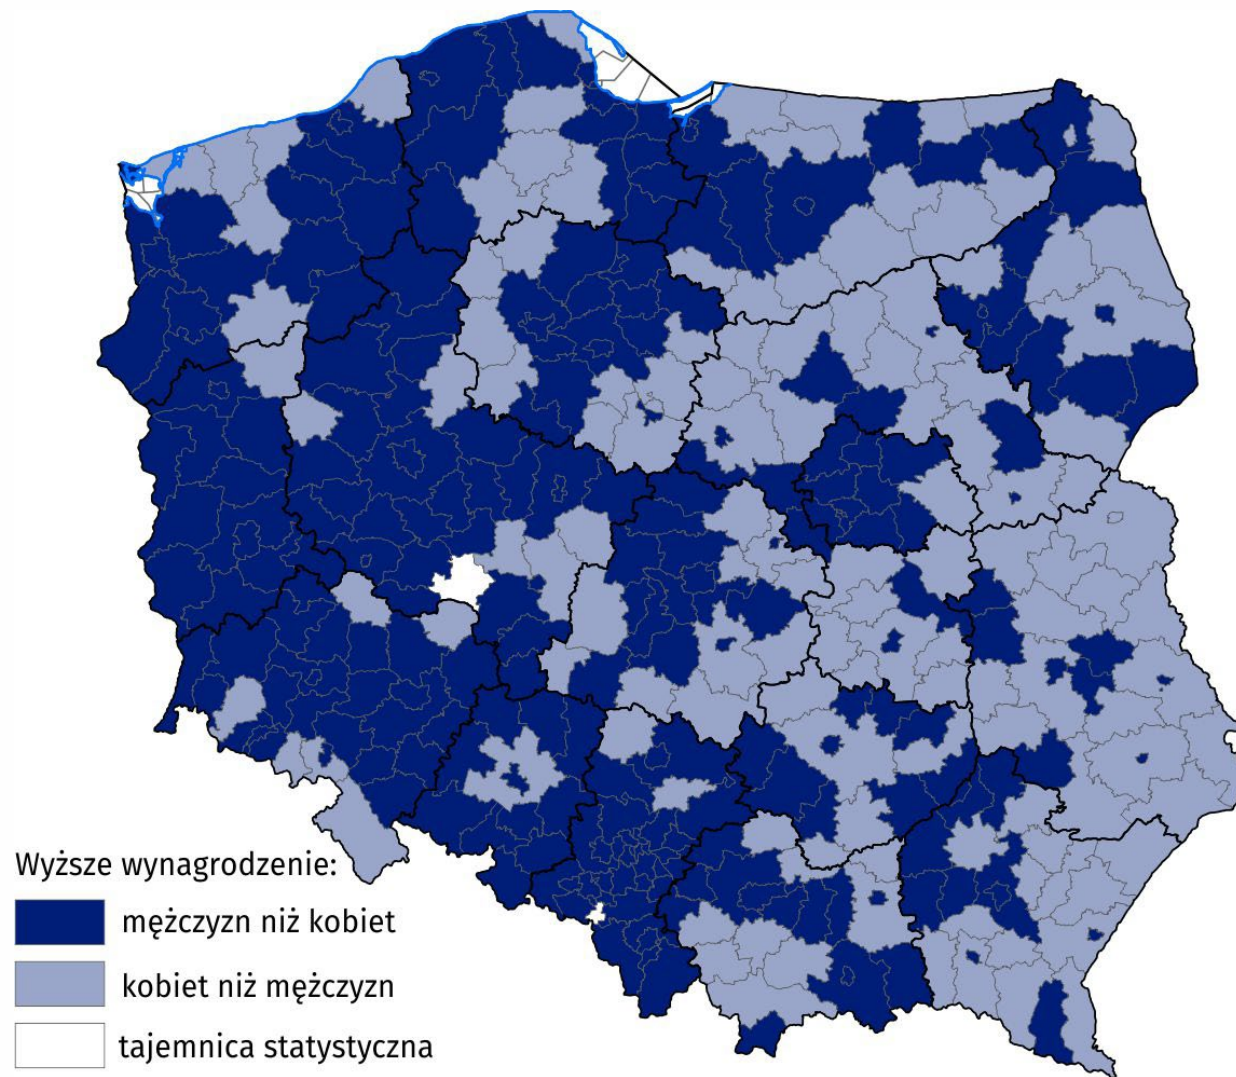 Wyższe wynagrodzenie:
mężczyzn niż kobiet
kobiet niż mężczyzn
tajemnica statystyczna